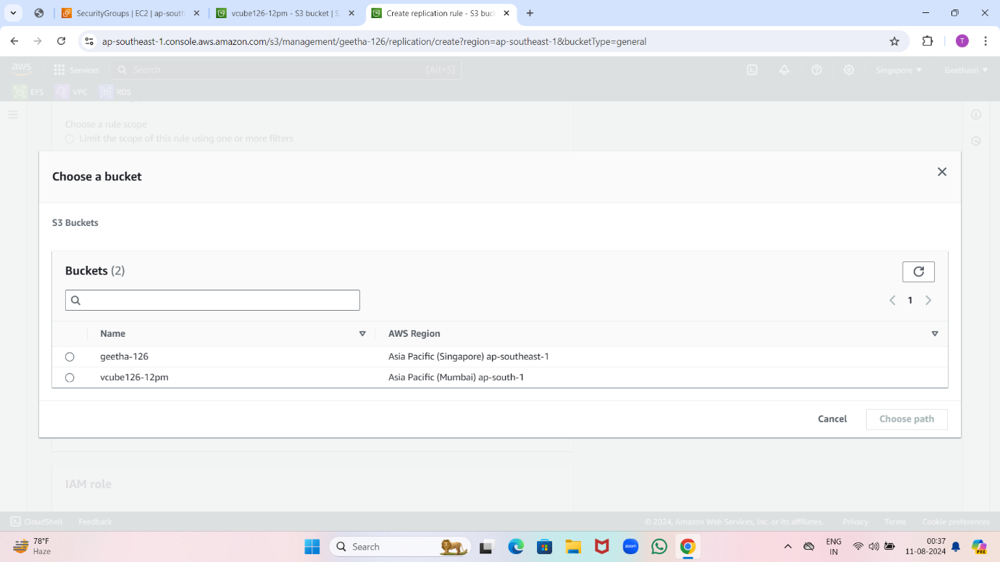 SecurityGroups | EC2 | ap-south
vcube126-12pm - S3 bucket | S
Create replication rule - S3 buc
ap-southeast-1.console.aws.amazon.com/s3/management/geetha-126/replication/create?region=ap-southeast-1&bucketType=general
T
aws
Services
Search
[Alt+S]
Singapore
Geethasri
EFS
VPC
RDS
Choose a rule scope
Limit the scope of this rule using one or more filters
Choose a bucket
S3 Buckets
Buckets (2)
1
Name
AWS Region
geetha-126
Asia Pacific (Singapore) ap-southeast-1
vcube126-12pm
Asia Pacific (Mumbai) ap-south-1
Cancel
Choose path
IAM role
CloudShell
Feedback
© 2024, Amazon Web Services, Inc. or its affiliates.
Privacy
Terms
Cookie preferences
78°F
Haze
Search
zoom
ENG
IN
00:37
11-08-2024
PRE